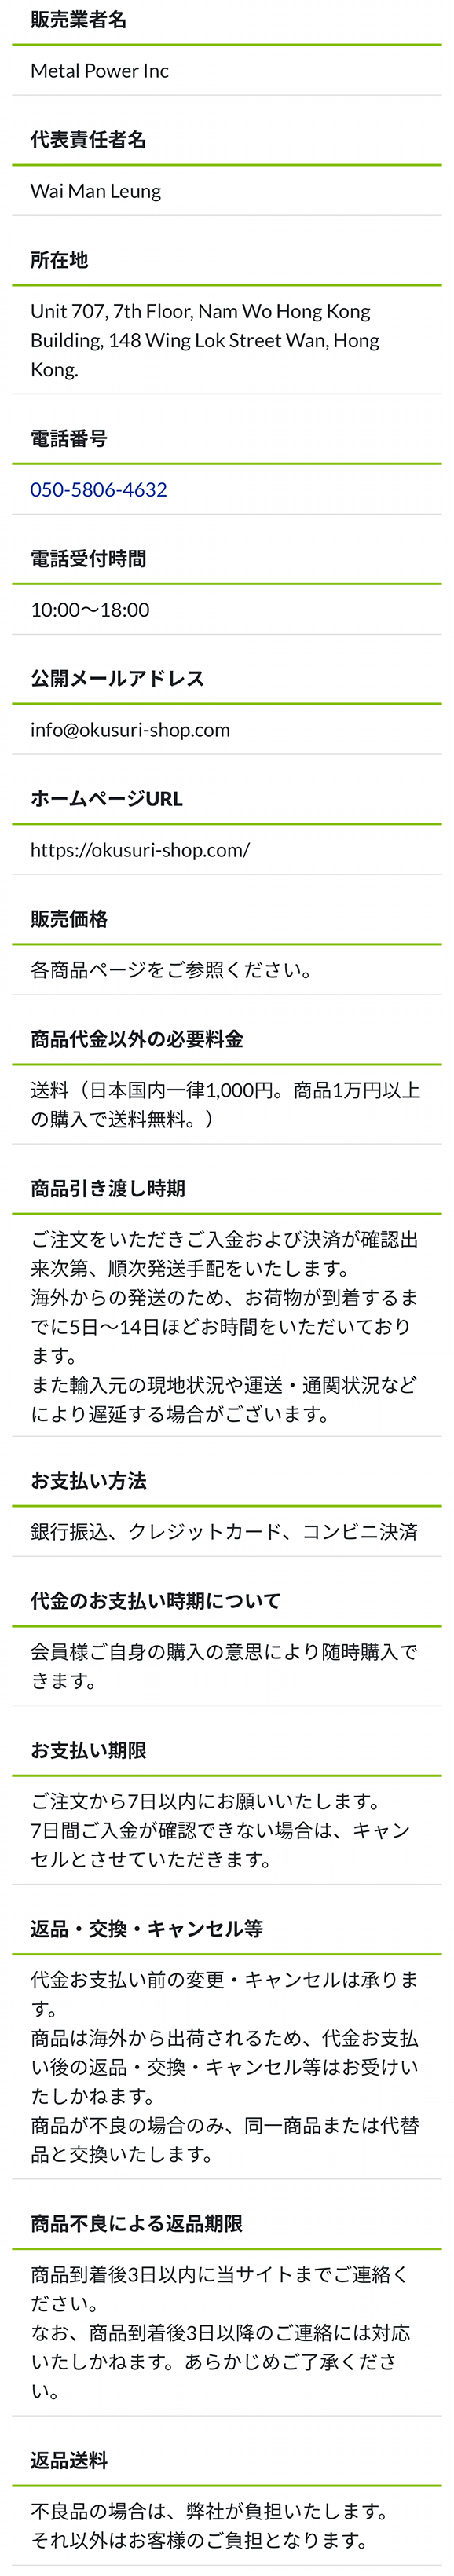 販売業者名
Metal Power Inc
代表責任者名
Wai Man Leung
所在地
Unit 707, 7th Floor, Nam Wo Hong Kong
Building, 148 Wing Lok Street Wan, Hong
Kong.
電話番号
050-5806-4632
電話受付時間
10:00〜18:00
公開メールアドレス
info@okusuri-shop.com
ホームページURL
https://okusuri-shop.com/
販売価格
各商品ページをご参照ください。
商品代金以外の必要料金
送料（日本国内一律1,000円。商品1万円以上
の購入で送料無料。）
商品引き渡し時期
ご注文をいただきご入金および決済が確認出
来次第、順次発送手配をいたします。
海外からの発送のため、お荷物が到着するま
でに5日〜14日ほどお時間をいただいており
ます。
また輸入元の現地状況や運送・通関状況など
により遅延する場合がございます。
お支払い方法
銀行振込、クレジットカード、コンビニ決済
代金のお支払い時期について
会員様ご自身の購入の意思により随時購入で
きます。
お支払い期限
ご注文から7日以内にお願いいたします。
7日間ご入金が確認できない場合は、キャン
セルとさせていただきます。
返品・交換・キャンセル等
代金お支払い前の変更・キャンセルは承りま
す。
商品は海外から出荷されるため、代金お支払
い後の返品・交換・キャンセル等はお受けい
たしかねます。
商品が不良の場合のみ、同一商品または代替
品と交換いたします。
商品不良による返品期限
商品到着後3日以内に当サイトまでご連絡く
ださい。
なお、商品到着後3日以降のご連絡には対応
いたしかねます。あらかじめご了承くださ
い。
返品送料
不良品の場合は、弊社が負担いたします。
それ以外はお客様のご負担となります。